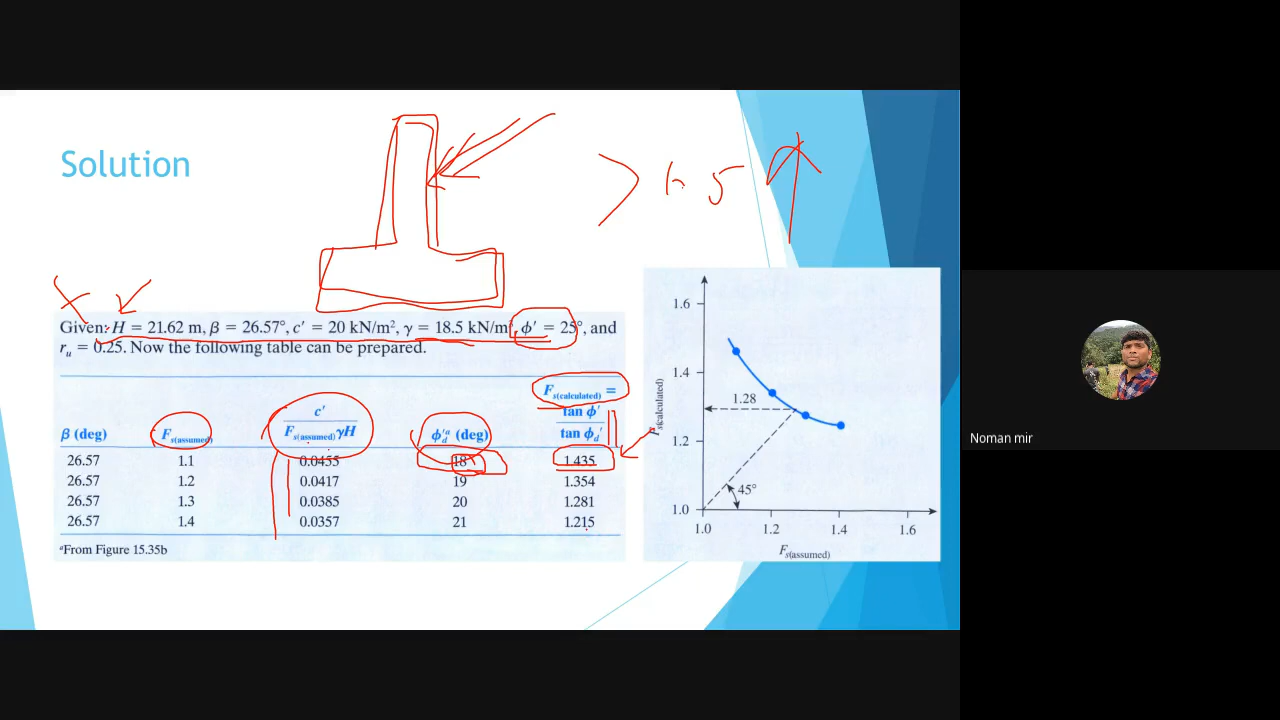 Solution
> 1.5
Given: H = 21.62 m, β = 26.57°, c′ = 20 kN/m², γ = 18.5 kN/m³, ϕ′ = 25°, and
rᵤ = 0.25. Now the following table can be prepared.
β (deg) Fs(assumed) c′ / Fs(assumed)γH ϕ′dᵃ (deg) Fs(calculated) = tan ϕ′ / tan ϕ′d
26.57 1.1 0.0455 18 1.435
26.57 1.2 0.0417 19 1.354
26.57 1.3 0.0385 20 1.281
26.57 1.4 0.0357 21 1.215
ᵃFrom Figure 15.35b
1.6
1.4
1.2
1.0
Fs(calculated)
1.28
45°
1.0 1.2 1.4 1.6
Fs(assumed)
Noman mir